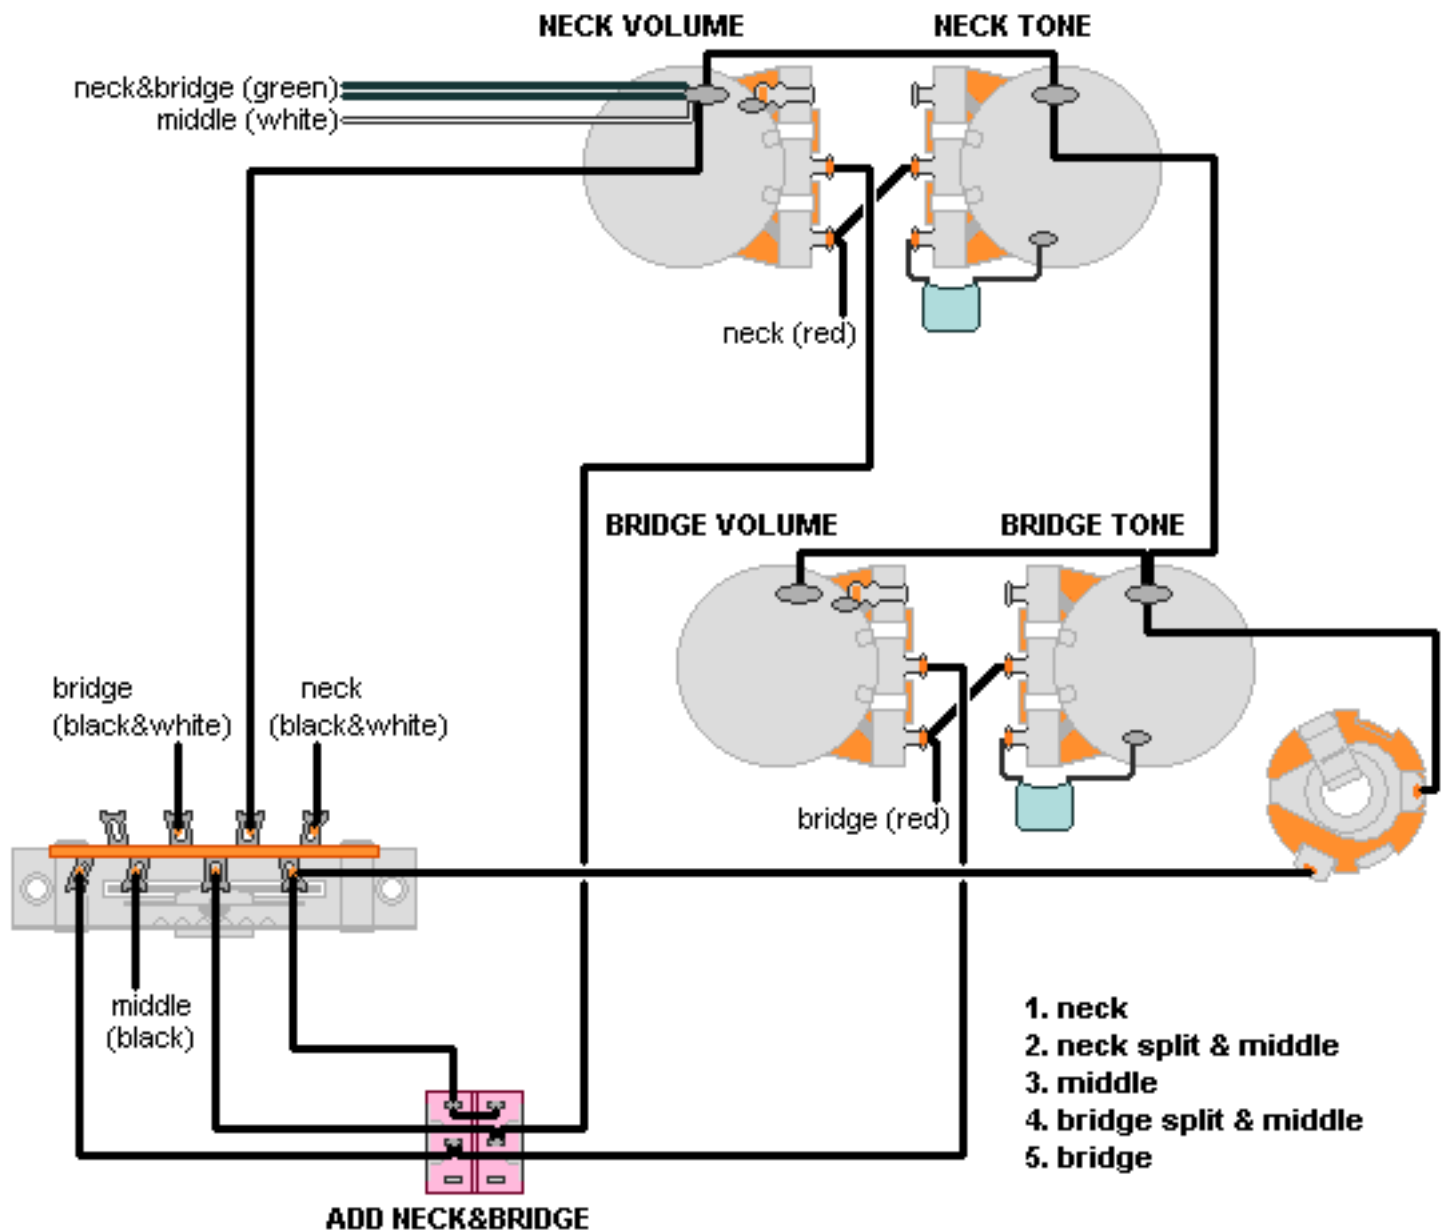 NECK VOLUME
NECK TONE
neck&bridge (green)
middle (white)
neck (red)
BRIDGE VOLUME
BRIDGE TONE
bridge
(black&white)
neck
(black&white)
bridge (red)
middle
(black)
1. neck
2. neck split & middle
3. middle
4. bridge split & middle
5. bridge
ADD NECK&BRIDGE